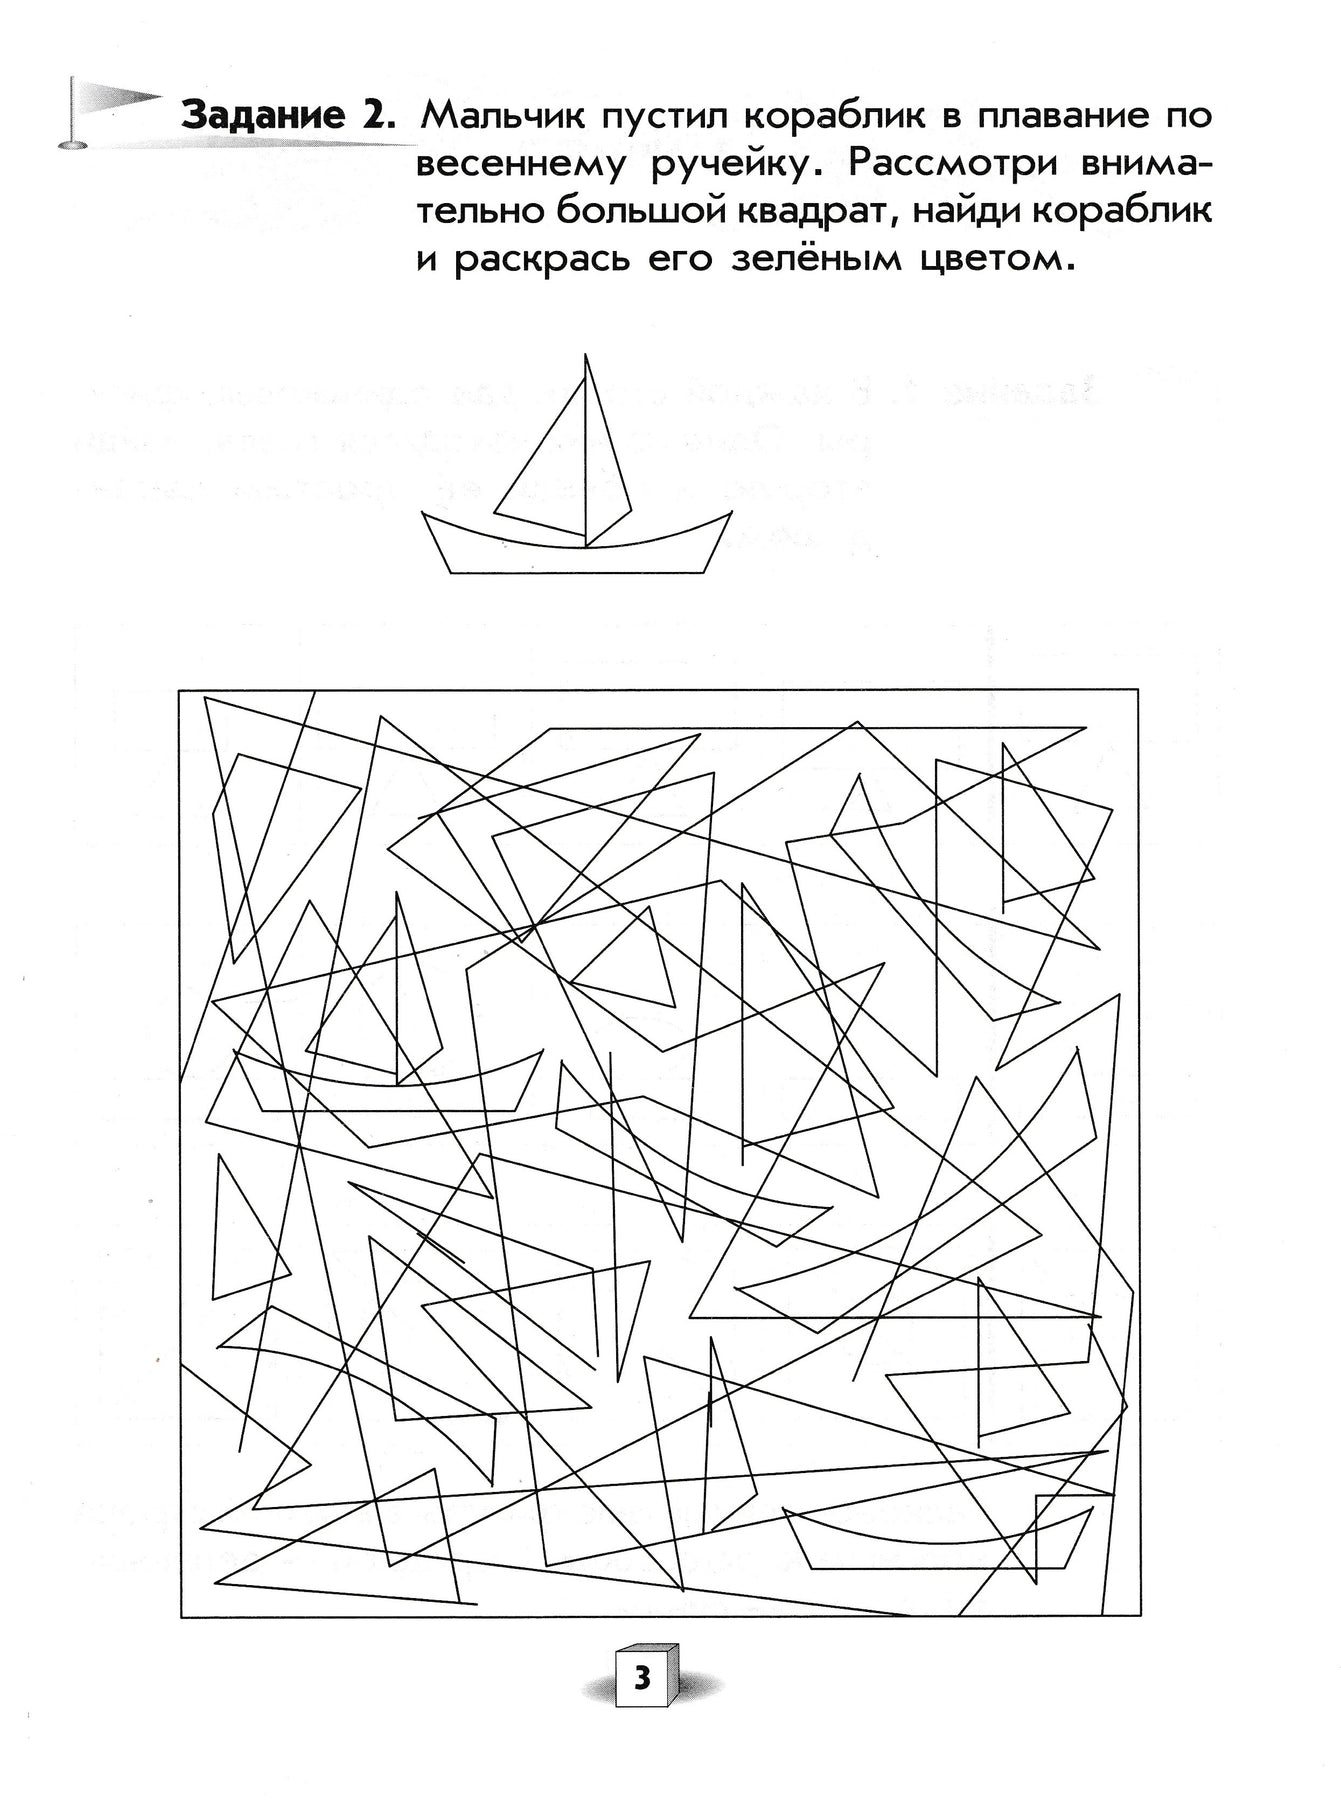 Задание 2. Мальчик пустил кораблик в плавание по
весеннему ручейку. Рассмотри внима-
тельно большой квадрат, найди кораблик
и раскрась его зелёным цветом.
3